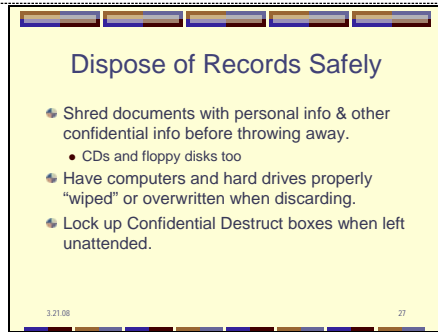 Dispose of Records Safely
Shred documents with personal info & other
confidential info before throwing away.
• CDs and floppy disks too
Have computers and hard drives properly
“wiped” or overwritten when discarding.
Lock up Confidential Destruct boxes when left
unattended.
3.21.08 27